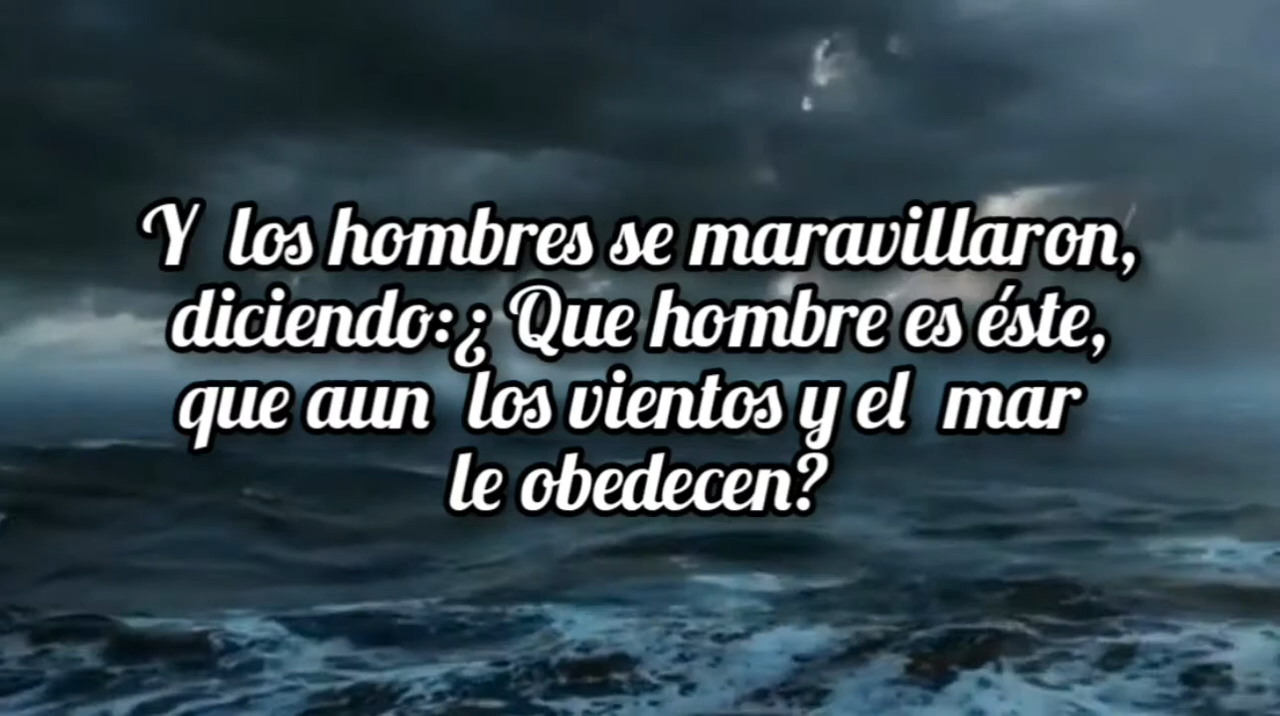 Y los hombres se maravillaron,
diciendo:¿ Que hombre es éste,
que aun los vientos y el mar
le obedecen?